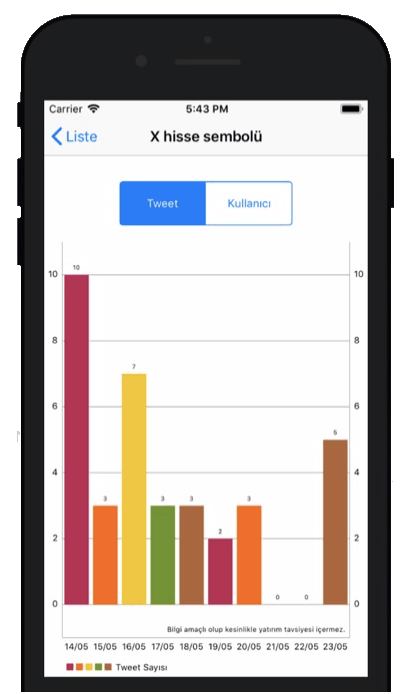 Carrier 5:43 PM
Liste X hisse sembolü
Tweet Kullanıcı
10 10 10
8 8
7
6 6
5
4 4
3 3 3 3
2 2 2
0 0 0 0
Bilgi amaçlı olup kesinlikle yatırım tavsiyesi içermez.
14/05 15/05 16/05 17/05 18/05 19/05 20/05 21/05 22/05 23/05
Tweet Sayısı